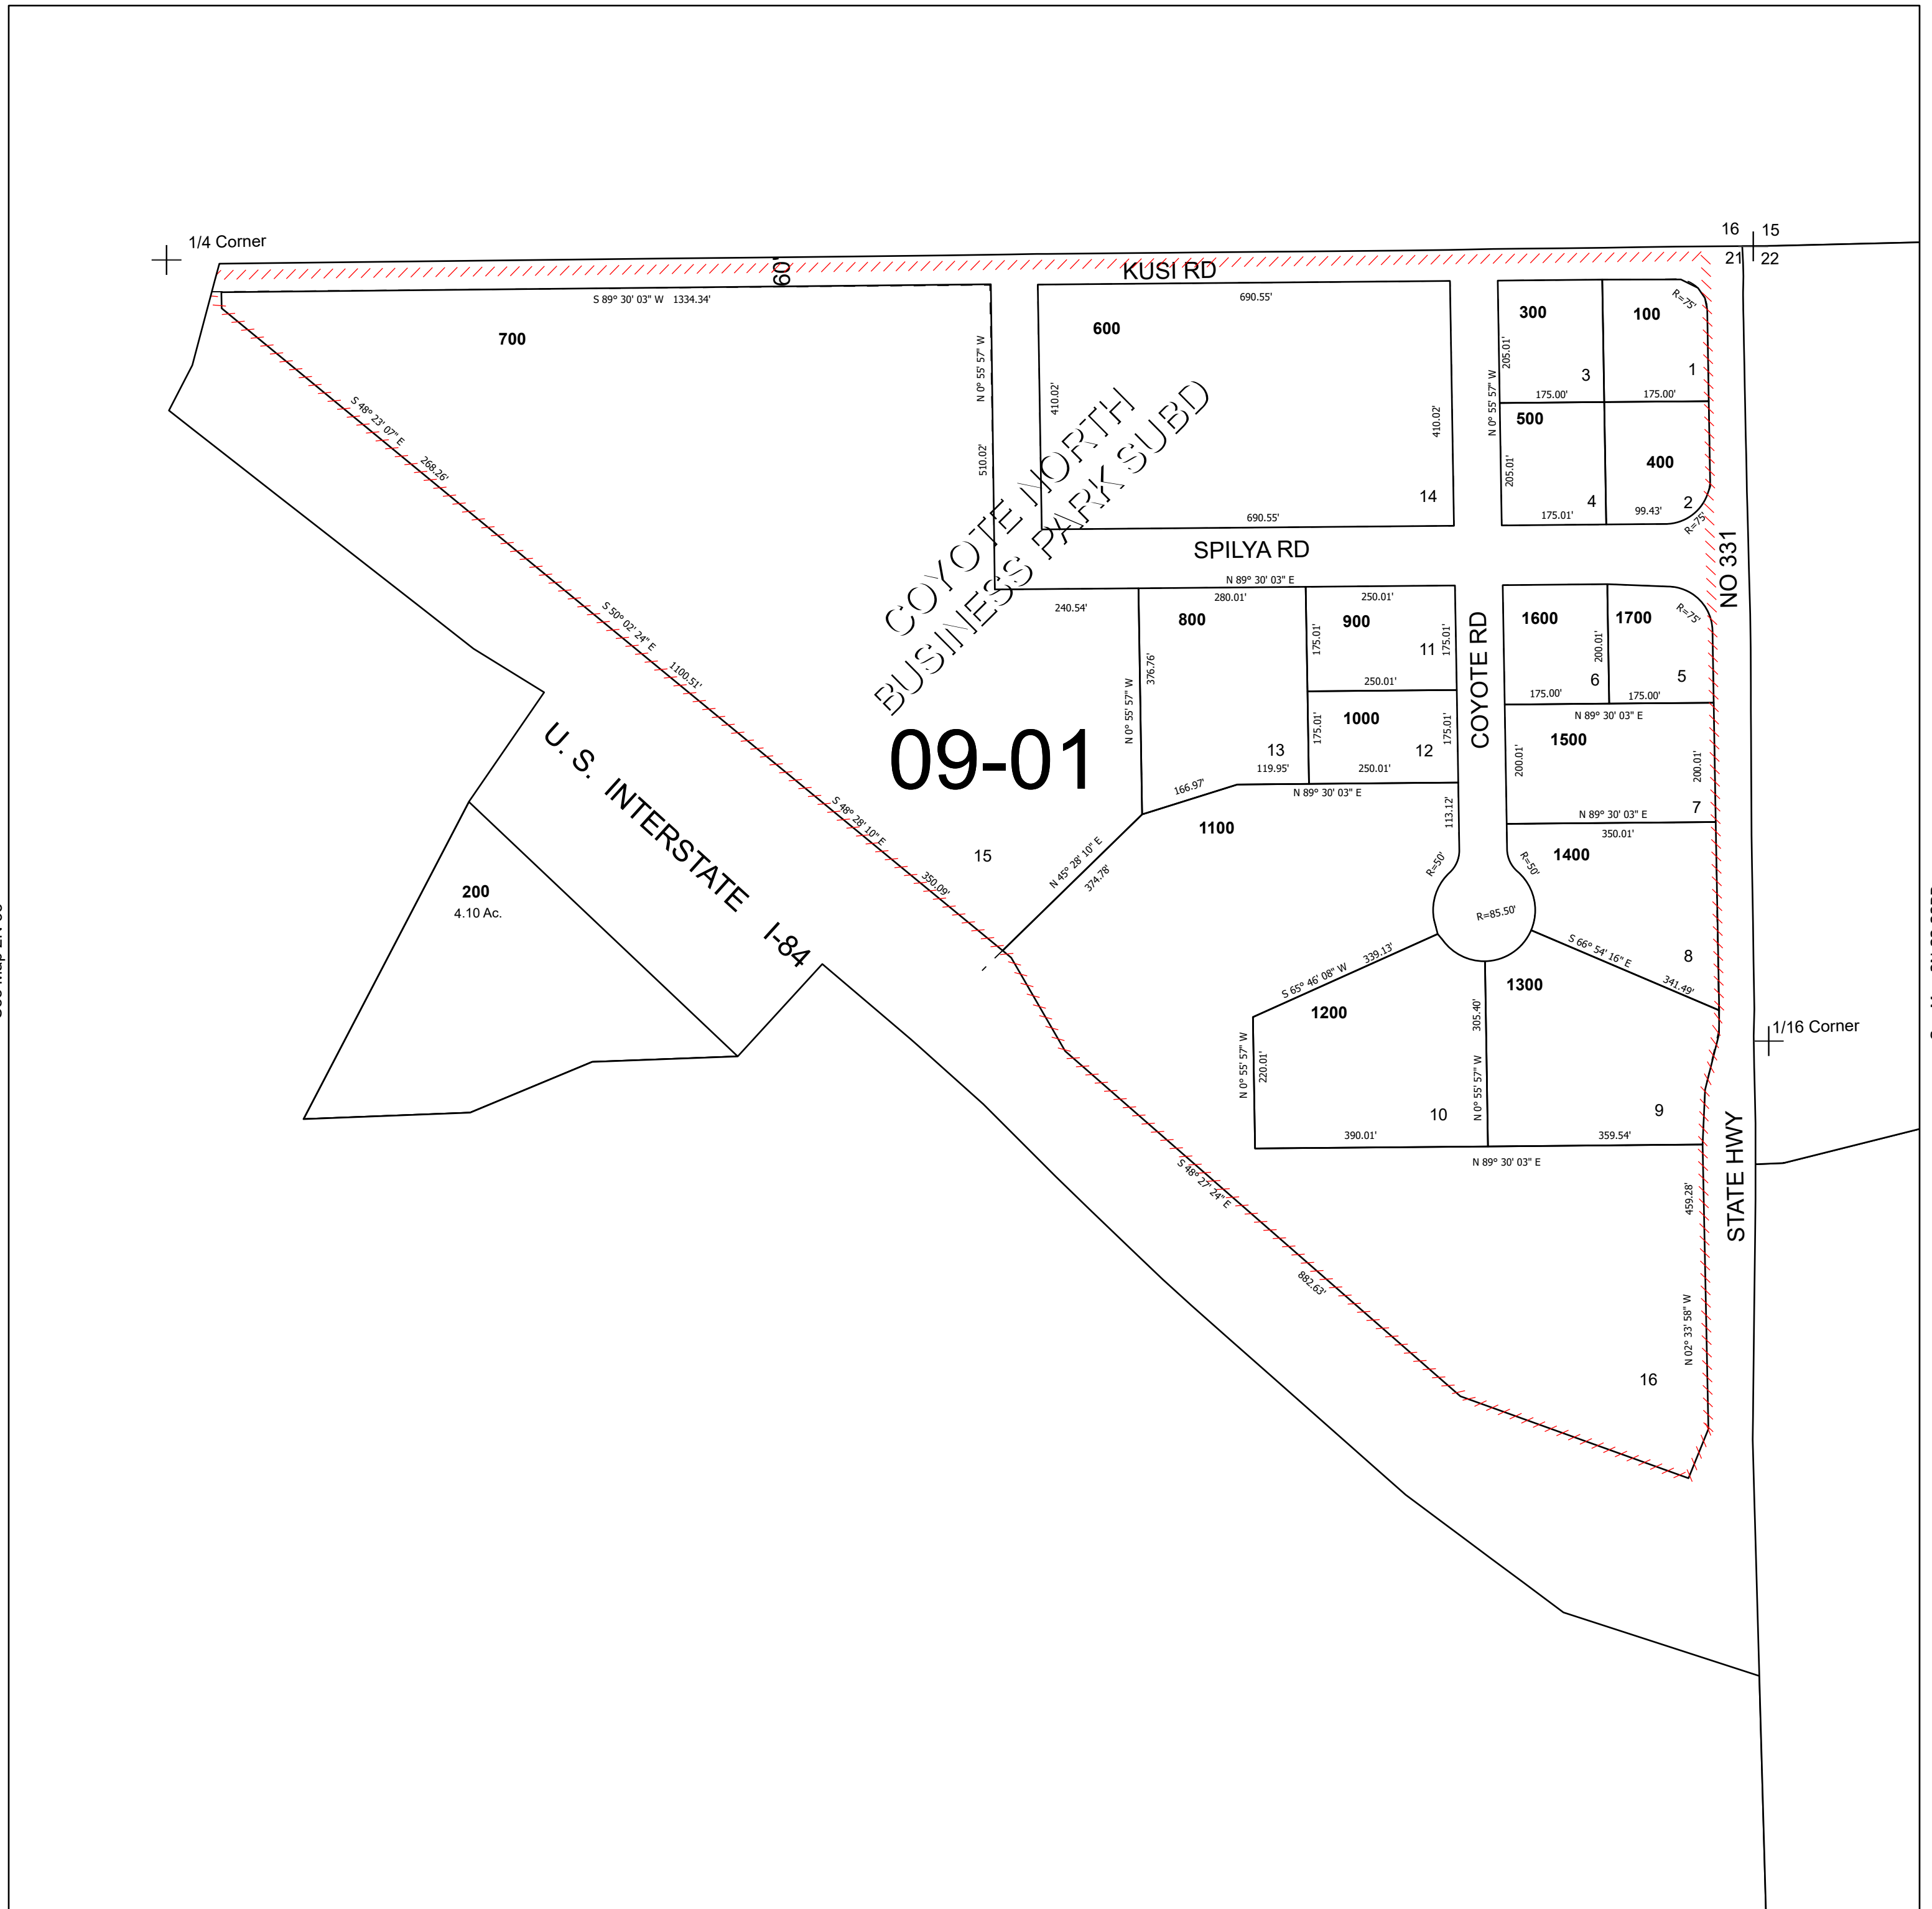 1/4 Corner
16
15
21
22
60'
KUSI RD
S 89° 30' 03" W 1334.34'
700
N 0° 55' 57" W
510.02'
600
690.55'
410.02'
410.02'
14
690.55'
300
205.01'
N 0° 55' 57" W
3
175.00'
100
R=75'
1
175.00'
500
205.01'
4
175.01'
400
2
99.43'
R=75'
S 48° 23' 07" E
268.26'
COYOTE NORTH
BUSINESS PARK SUBD
SPILYA RD
NO 331
N 89° 30' 03" E
240.54'
280.01'
250.01'
800
376.76'
N 0° 55' 57" W
13
119.95'
166.97'
900
175.01'
11
175.01'
250.01'
1000
175.01'
12
175.01'
250.01'
N 89° 30' 03" E
COYOTE RD
1600
200.01'
6
175.00'
1700
R=75'
5
175.00'
N 89° 30' 03" E
1500
200.01'
200.01'
7
N 89° 30' 03" E
350.01'
1400
S 50° 02' 24" E
1100.51'
09-01
U. S. INTERSTATE I-84
S 48° 28' 10" E
350.09'
15
N 45° 28' 10" E
374.78'
1100
113.12'
R=50'
R=50'
R=85.50'
200
4.10 Ac.
S 66° 54' 16" E
341.49'
8
S 65° 46' 08" W
339.13'
1200
N 0° 55' 57" W
220.01'
10
390.01'
1300
305.40'
N 0° 55' 57" W
9
359.54'
N 89° 30' 03" E
1/16 Corner
STATE HWY
S 48° 27' 24" E
882.63'
459.28'
N 02° 33' 58" W
16